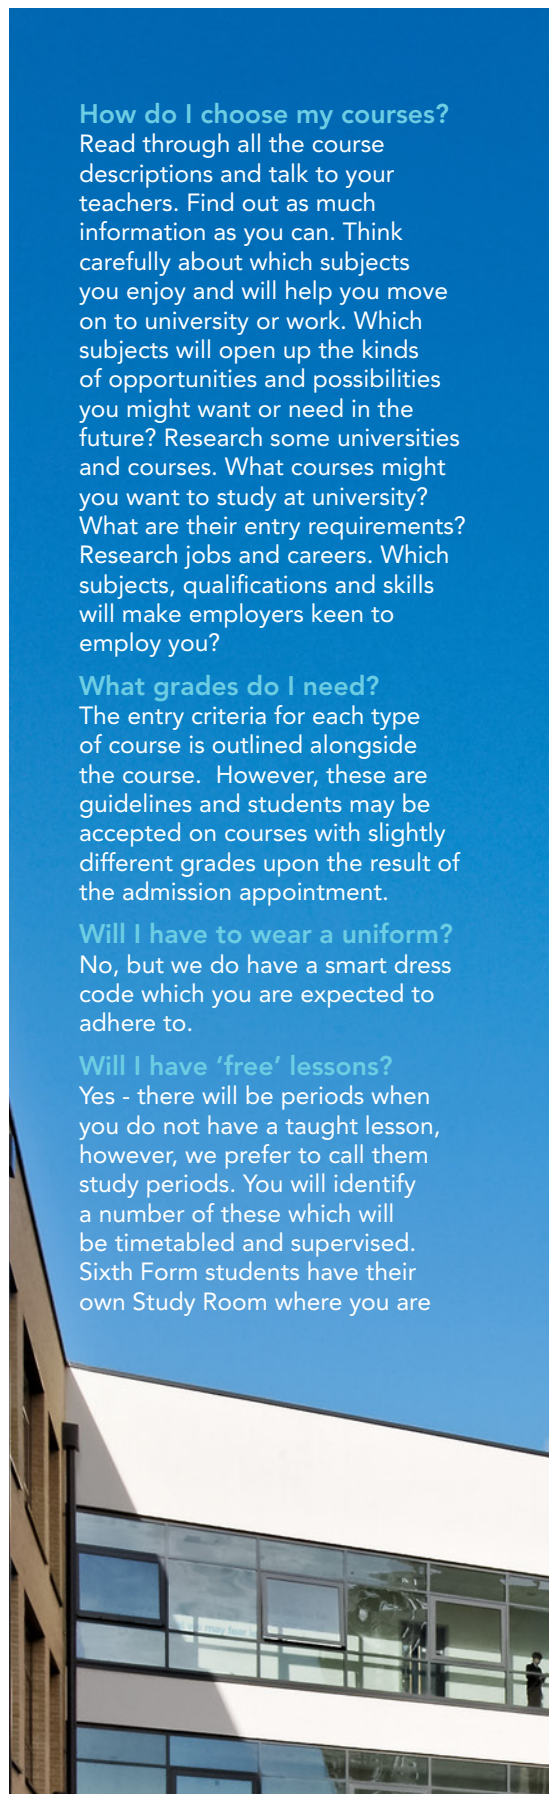 How do I choose my courses?
Read through all the course
descriptions and talk to your
teachers. Find out as much
information as you can. Think
carefully about which subjects
you enjoy and will help you move
on to university or work. Which
subjects will open up the kinds
of opportunities and possibilities
you might want or need in the
future? Research some universities
and courses. What courses might
you want to study at university?
What are their entry requirements?
Research jobs and careers. Which
subjects, qualifications and skills
will make employers keen to
employ you?
What grades do I need?
The entry criteria for each type
of course is outlined alongside
the course.  However, these are
guidelines and students may be
accepted on courses with slightly
different grades upon the result of
the admission appointment.
Will I have to wear a uniform?
No, but we do have a smart dress
code which you are expected to
adhere to.
Will I have ‘free’ lessons?
Yes - there will be periods when
you do not have a taught lesson,
however, we prefer to call them
study periods. You will identify
a number of these which will
be timetabled and supervised.
Sixth Form students have their
own Study Room where you are
may fear